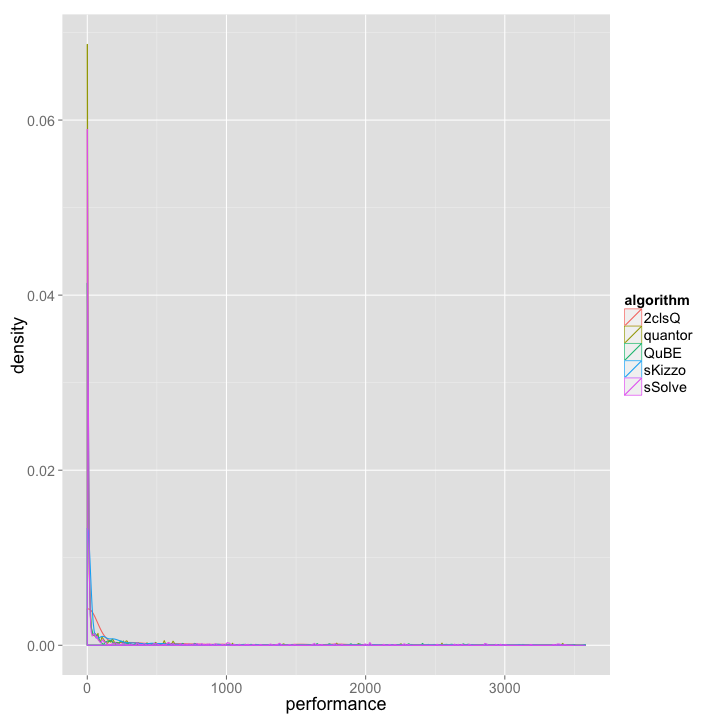 density
0.06
0.04
0.02
0.00
0 1000 2000 3000
performance
algorithm
2clsQ
quantor
QuBE
sKizzo
sSolve